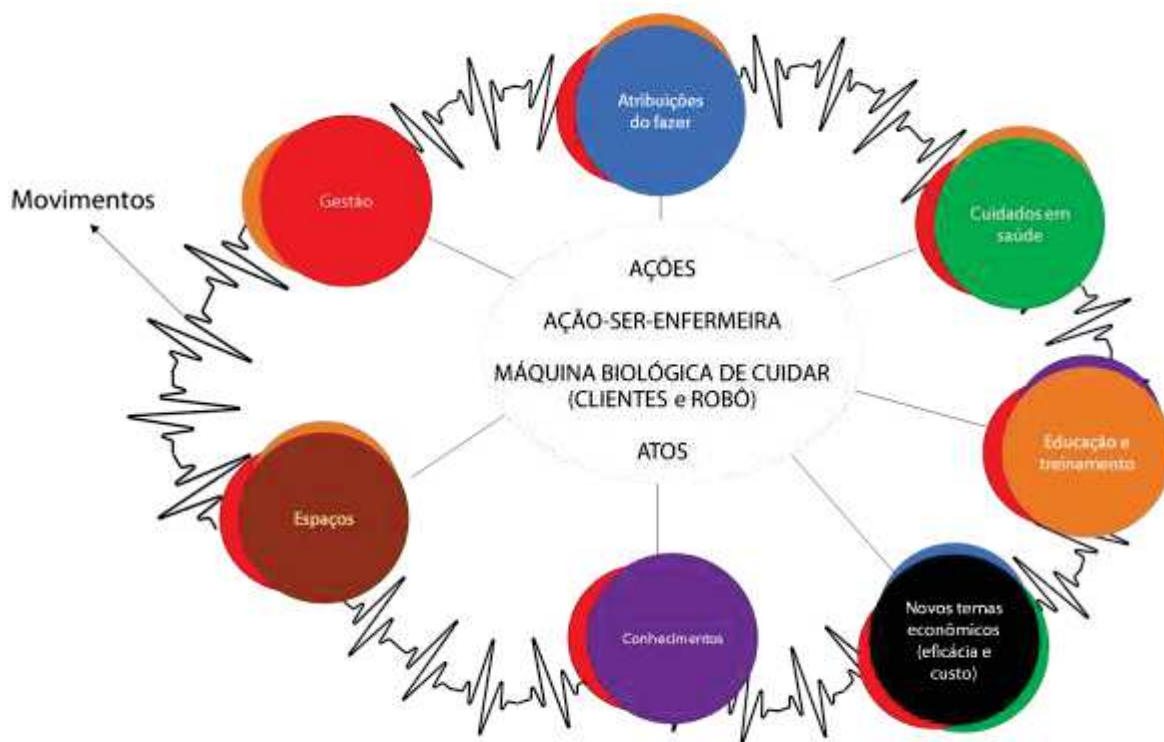 Atribuições
do fazer
Gestão
Movimentos
Cuidados em
saúde
AÇÕES
AÇÃO-SER-ENFERMEIRA
MÁQUINA BIOLÓGICA DE CUIDAR
(CLIENTES e ROBÔ)
ATOS
Educação e
treinamento
Espaços
Conhecimentos
Novos temas
econômicos
(eficácia e
custo)